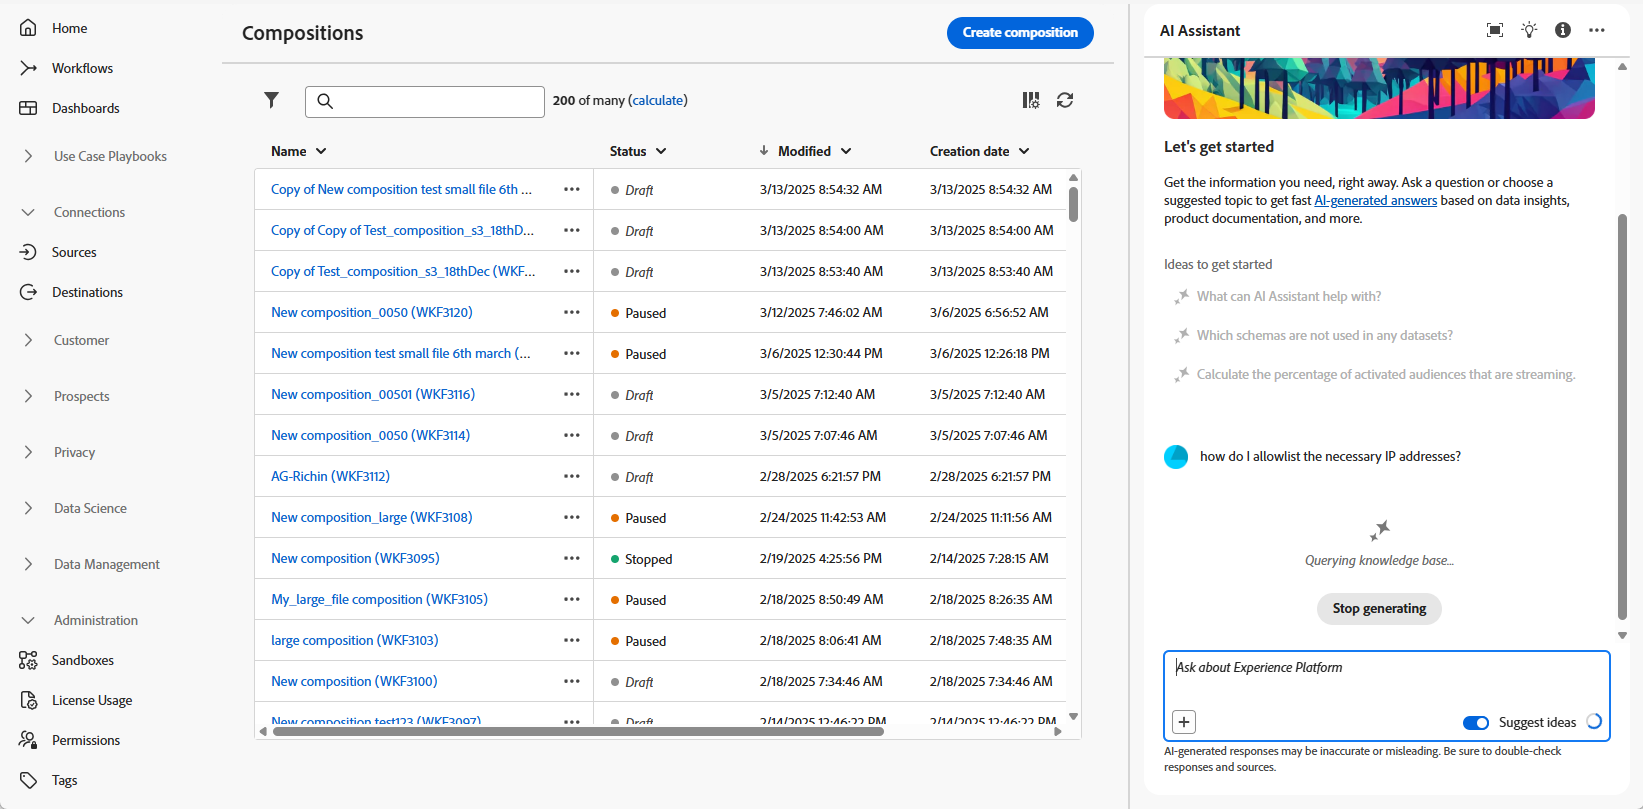 Home
Workflows
Dashboards
Use Case Playbooks
Connections
Sources
Destinations
Customer
Prospects
Privacy
Data Science
Data Management
Administration
Sandboxes
License Usage
Permissions
Tags
Compositions
Create composition
200 of many (calculate)
Name Status Modified Creation date
Copy of New composition test small file 6th ... Draft 3/13/2025 8:54:32 AM 3/13/2025 8:54:32 AM
Copy of Copy of Test_composition_s3_18thD... Draft 3/13/2025 8:54:00 AM 3/13/2025 8:54:00 AM
Copy of Test_composition_s3_18thDec (WKF... Draft 3/13/2025 8:53:40 AM 3/13/2025 8:53:40 AM
New composition_0050 (WKF3120) Paused 3/12/2025 7:46:02 AM 3/6/2025 6:56:52 AM
New composition test small file 6th march (... Paused 3/6/2025 12:30:44 PM 3/6/2025 12:26:18 PM
New composition_00501 (WKF3116) Draft 3/5/2025 7:12:40 AM 3/5/2025 7:12:40 AM
New composition_0050 (WKF3114) Draft 3/5/2025 7:07:46 AM 3/5/2025 7:07:46 AM
AG-Richin (WKF3112) Draft 2/28/2025 6:21:57 PM 2/28/2025 6:21:57 PM
New composition_large (WKF3108) Paused 2/24/2025 11:42:53 AM 2/24/2025 11:11:56 AM
New composition (WKF3095) Stopped 2/19/2025 4:25:56 PM 2/14/2025 7:28:15 AM
My_large_file composition (WKF3105) Paused 2/18/2025 8:50:49 AM 2/18/2025 8:26:35 AM
large composition (WKF3103) Paused 2/18/2025 8:06:41 AM 2/18/2025 7:48:35 AM
New composition (WKF3100) Draft 2/18/2025 7:34:46 AM 2/18/2025 7:34:46 AM
New composition test123 (WKF3097) Draft 2/14/2025 12:46:22 PM 2/14/2025 12:46:22 PM
AI Assistant
Let's get started
Get the information you need, right away. Ask a question or choose a
suggested topic to get fast AI-generated answers based on data insights,
product documentation, and more.
Ideas to get started
What can AI Assistant help with?
Which schemas are not used in any datasets?
Calculate the percentage of activated audiences that are streaming.
how do I allowlist the necessary IP addresses?
Querying knowledge base...
Stop generating
Ask about Experience Platform
Suggest ideas
AI-generated responses may be inaccurate or misleading. Be sure to double-check
responses and sources.